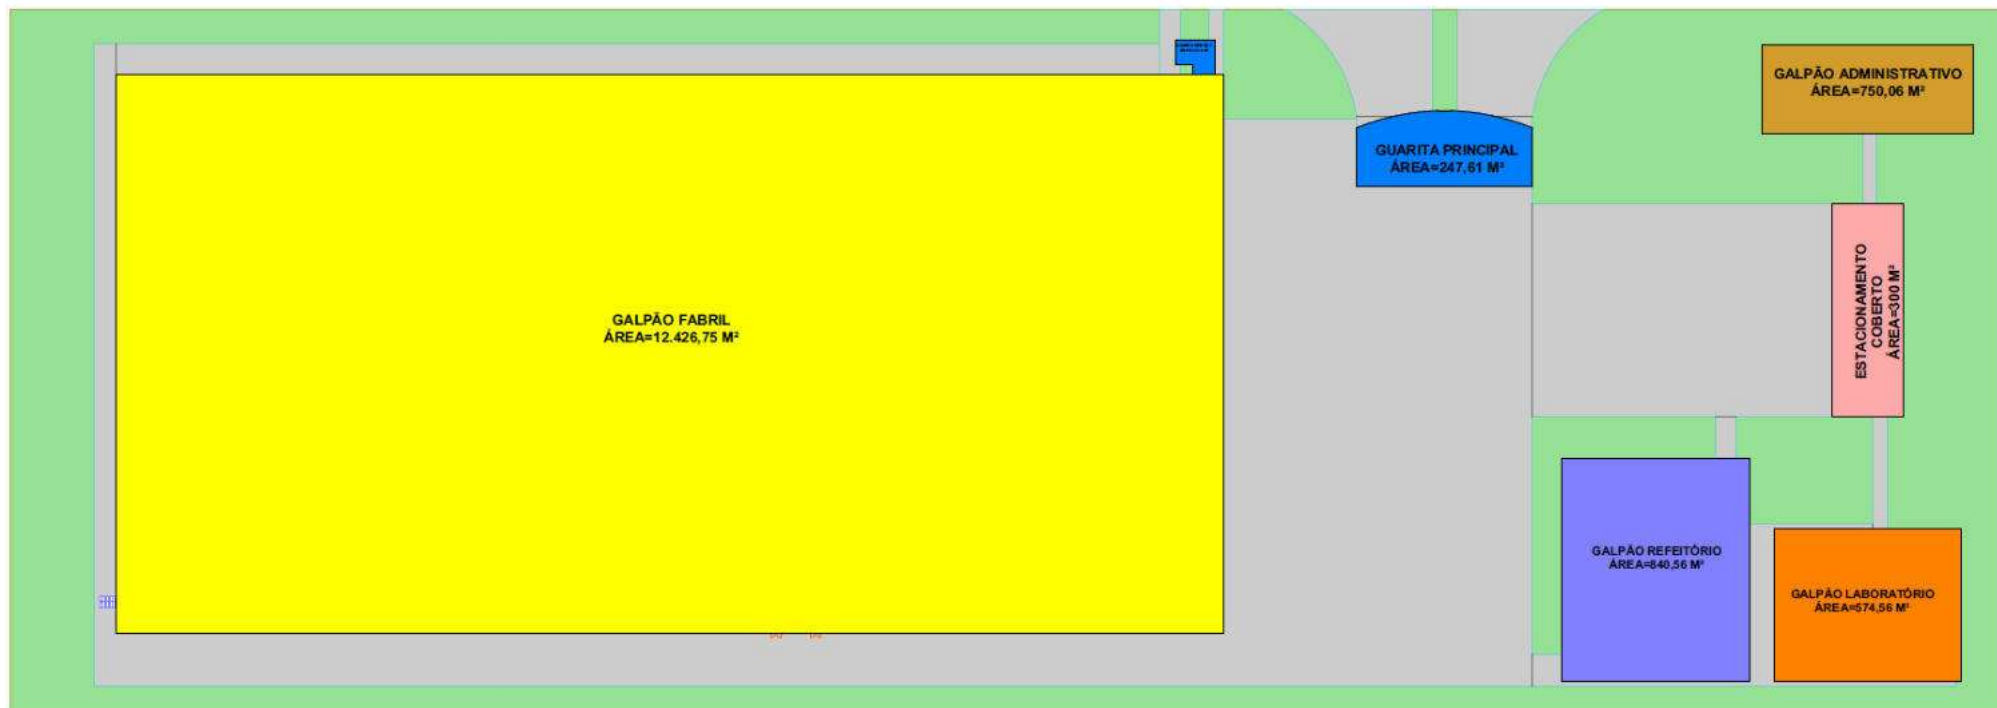 GALPÃO ADMINISTRATIVO
ÁREA=750,06 M²
GUARITA PRINCIPAL
ÁREA=247,61 M²
GALPÃO FABRIL
ÁREA=12.426,75 M²
ESTACIONAMENTO
COBERTO
ÁREA=300 M²
GALPÃO REFEITÓRIO
ÁREA=840,56 M²
GALPÃO LABORATÓRIO
ÁREA=574,56 M²